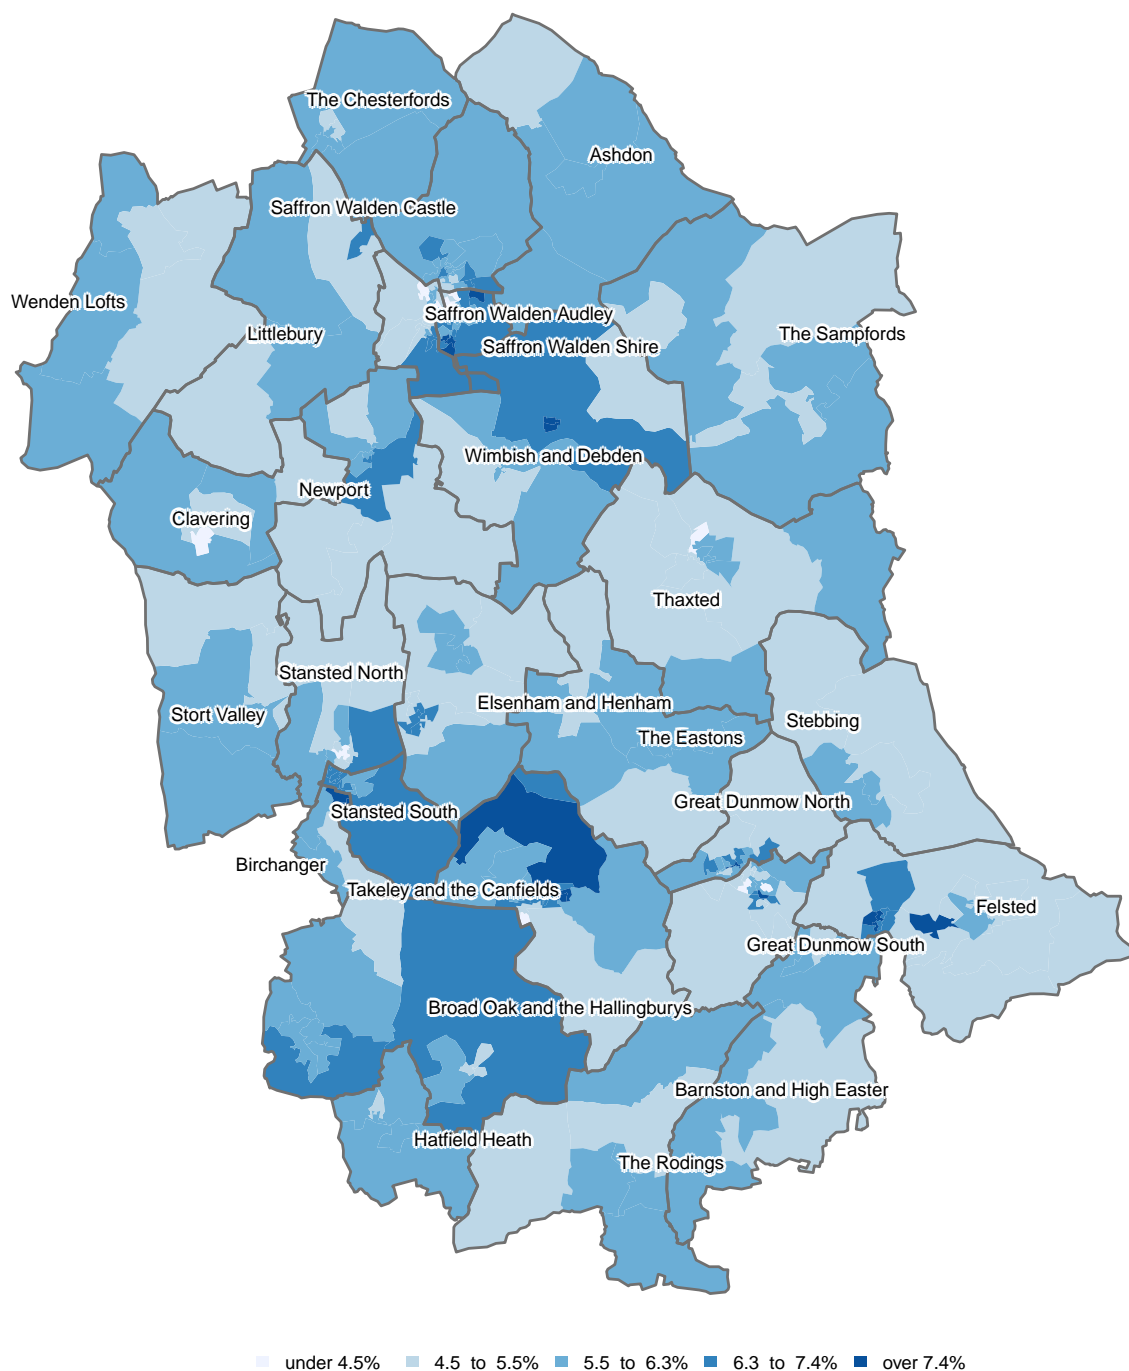 The Chesterfords
Ashdon
Saffron Walden Castle
Wenden Lofts
Saffron Walden Audley
Littlebury
The Sampfords
Saffron Walden Shire
Wimbish and Debden
Newport
Clavering
Thaxted
Stansted North
Elsenham and Henham
Stort Valley
Stebbing
The Eastons
Great Dunmow North
Stansted South
Birchanger
Takeley and the Canfields
Felsted
Great Dunmow South
Broad Oak and the Hallingburys
Barnston and High Easter
Hatfield Heath
The Rodings
under 4.5% 4.5 to 5.5% 5.5 to 6.3% 6.3 to 7.4% over 7.4%